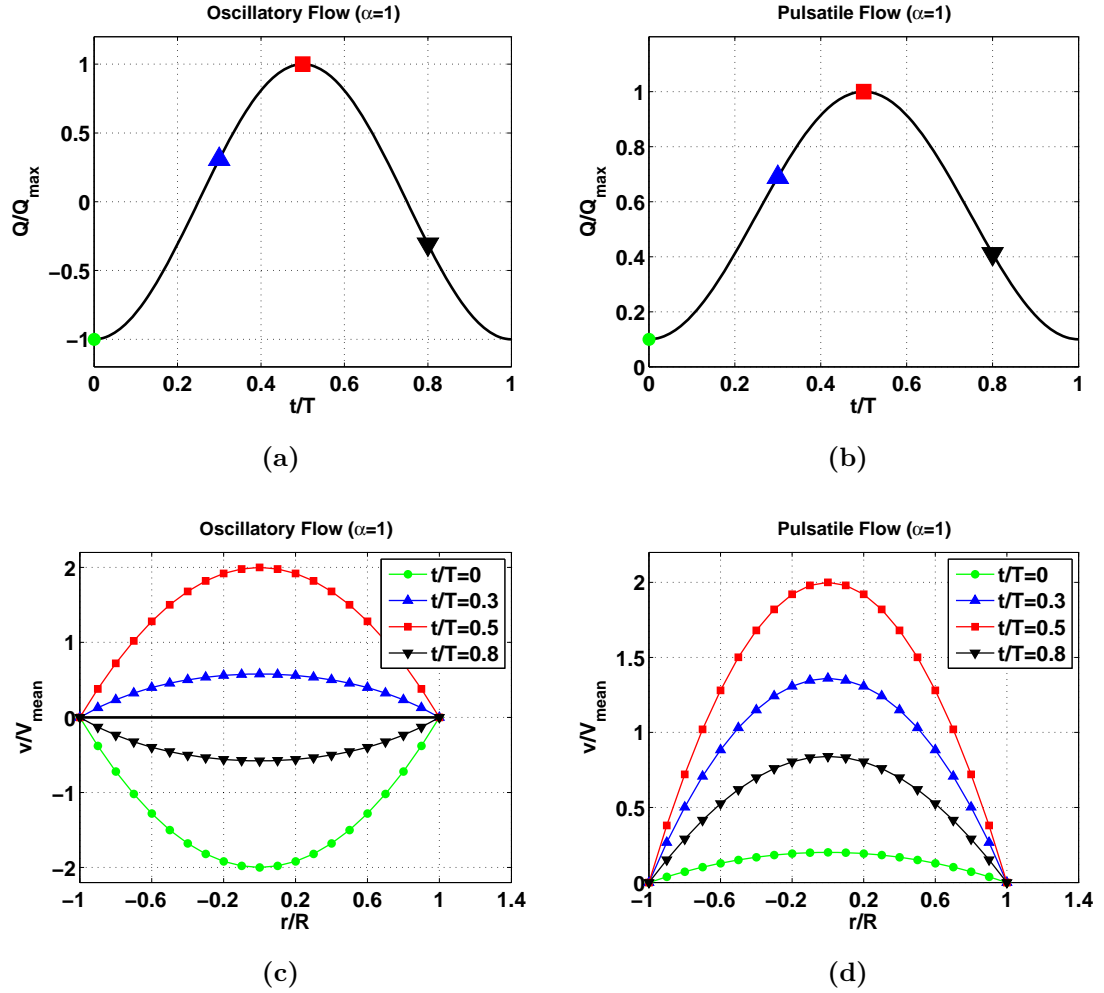 Oscillatory Flow (α=1)
1
0.5
0
−0.5
−1
Q/Q_max
0 0.2 0.4 0.6 0.8 1
t/T
(a)
Pulsatile Flow (α=1)
1
0.8
0.6
0.4
0.2
0
Q/Q_max
0 0.2 0.4 0.6 0.8 1
t/T
(b)
Oscillatory Flow (α=1)
2
1
0
−1
−2
v/V_mean
t/T=0
t/T=0.3
t/T=0.5
t/T=0.8
−1 −0.6 −0.2 0.2 0.6 1 1.4
r/R
(c)
Pulsatile Flow (α=1)
2
1.5
1
0.5
0
v/V_mean
t/T=0
t/T=0.3
t/T=0.5
t/T=0.8
−1 −0.6 −0.2 0.2 0.6 1 1.4
r/R
(d)